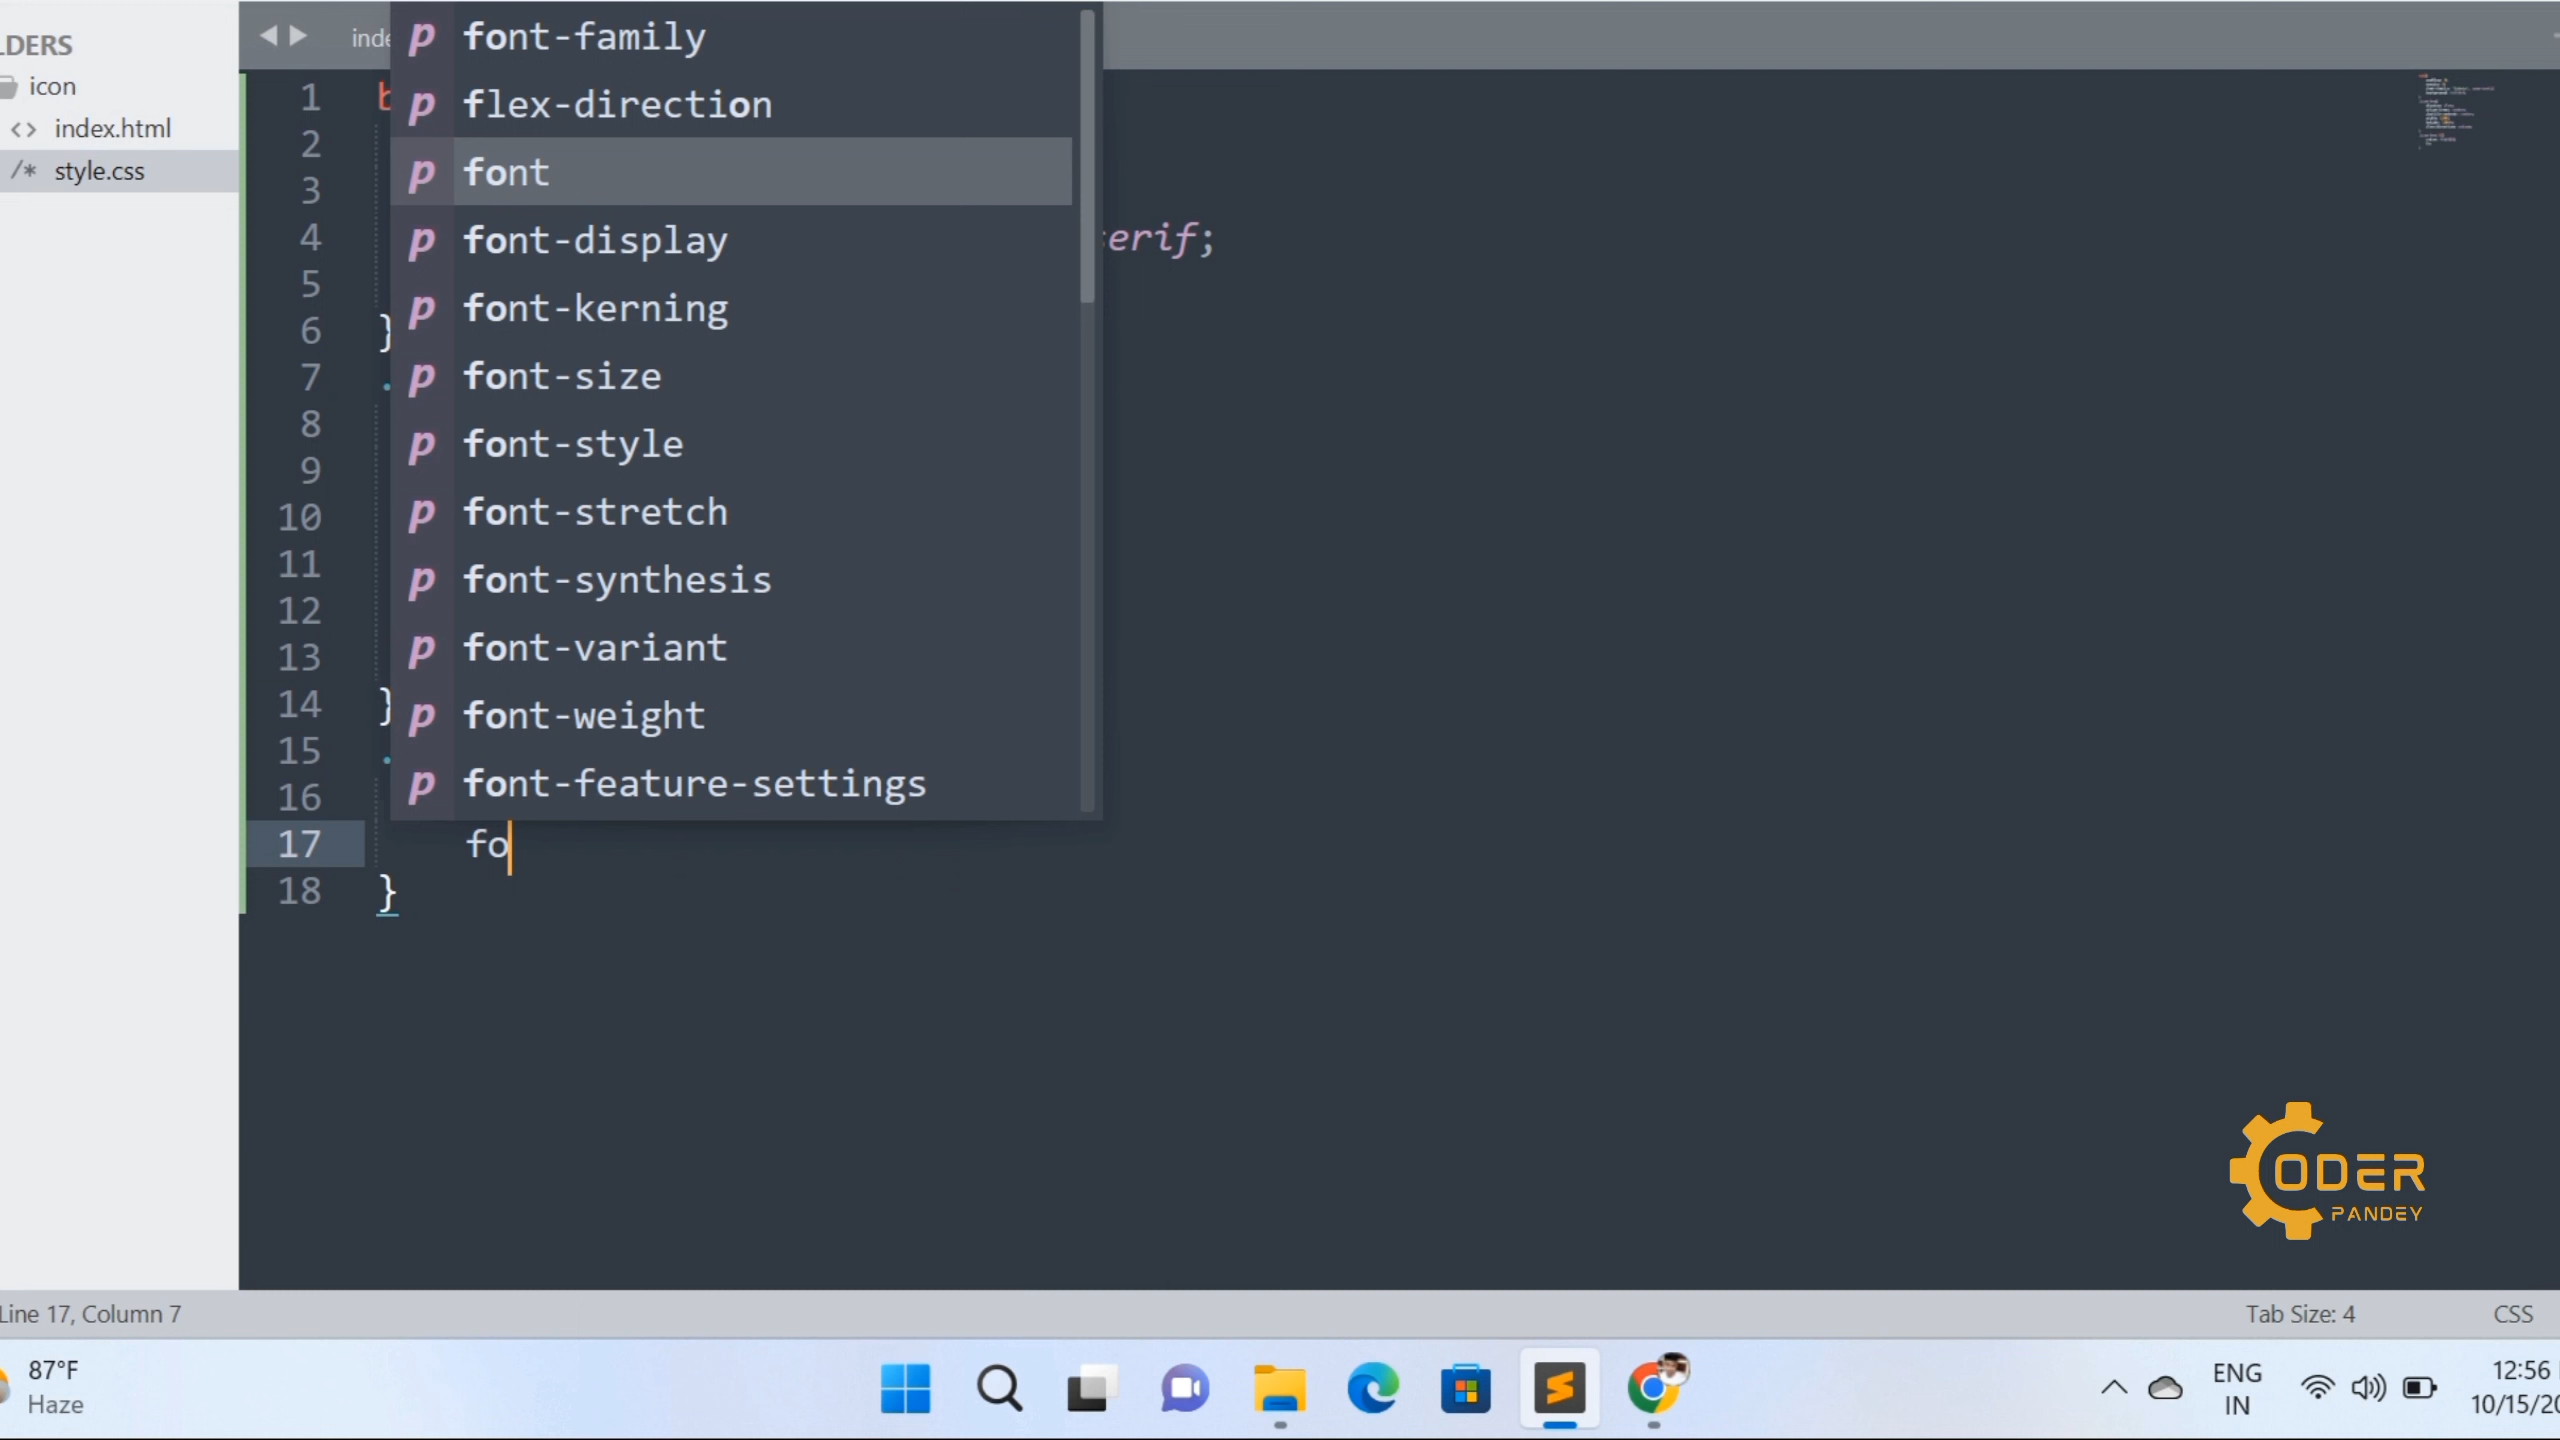 LDERS
icon
<> index.html
/* style.css
1
2
3
4
5
6 }
7 .
8
9
10
11
12
13
14 }
15 .
16
17 fo
18 }
erif;
p font-family
p flex-direction
p font
p font-display
p font-kerning
p font-size
p font-style
p font-stretch
p font-synthesis
p font-variant
p font-weight
p font-feature-settings
ODER
PANDEY
Line 17, Column 7
Tab Size: 4
CSS
87°F
Haze
ENG
IN
12:56
10/15/20